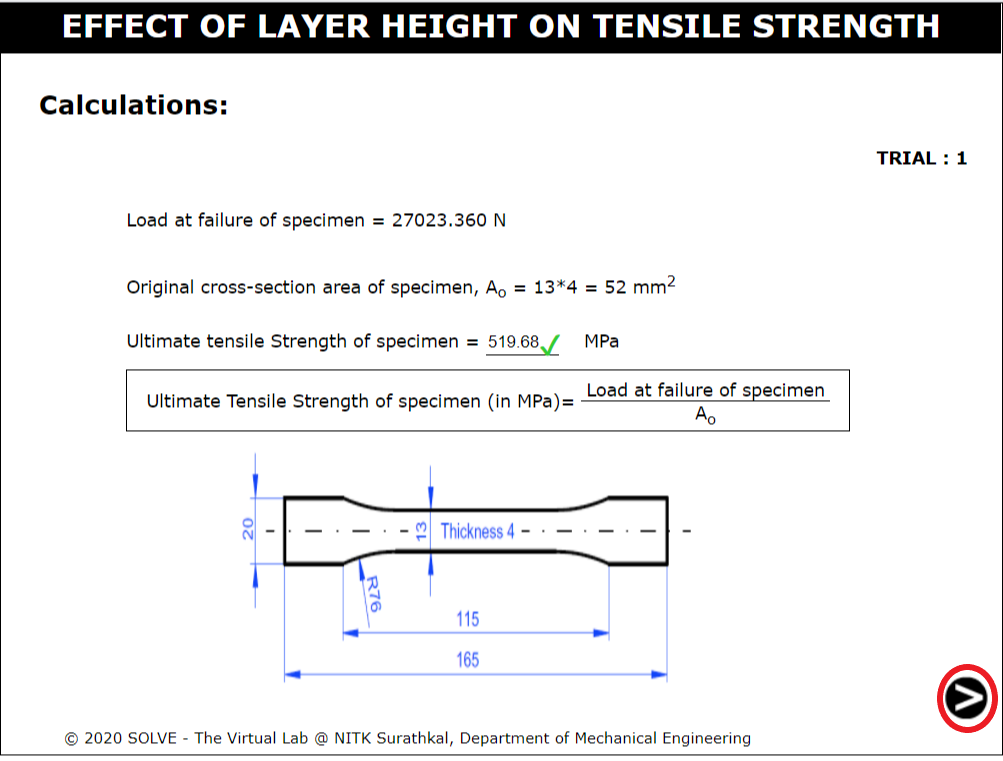 EFFECT OF LAYER HEIGHT ON TENSILE STRENGTH
Calculations:
TRIAL : 1
Load at failure of specimen = 27023.360 N
Original cross-section area of specimen, Aₒ = 13*4 = 52 mm²
Ultimate tensile Strength of specimen = 519.68 ✓ MPa
Ultimate Tensile Strength of specimen (in MPa)= Load at failure of specimen
Aₒ
20
13
Thickness 4
R76
115
165
>
© 2020 SOLVE - The Virtual Lab @ NITK Surathkal, Department of Mechanical Engineering